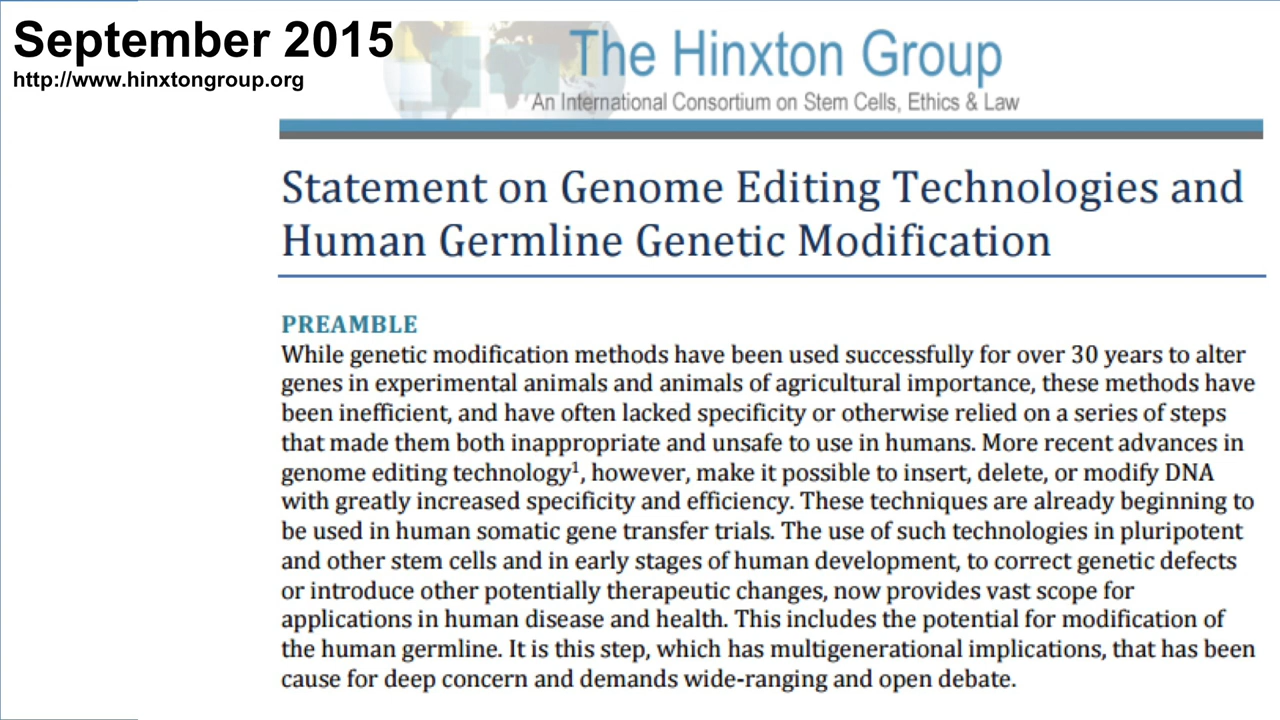 September 2015
http://www.hinxtongroup.org
The Hinxton Group
An International Consortium on Stem Cells, Ethics & Law
Statement on Genome Editing Technologies and
Human Germline Genetic Modification
PREAMBLE
While genetic modification methods have been used successfully for over 30 years to alter
genes in experimental animals and animals of agricultural importance, these methods have
been inefficient, and have often lacked specificity or otherwise relied on a series of steps
that made them both inappropriate and unsafe to use in humans. More recent advances in
genome editing technology¹, however, make it possible to insert, delete, or modify DNA
with greatly increased specificity and efficiency. These techniques are already beginning to
be used in human somatic gene transfer trials. The use of such technologies in pluripotent
and other stem cells and in early stages of human development, to correct genetic defects
or introduce other potentially therapeutic changes, now provides vast scope for
applications in human disease and health. This includes the potential for modification of
the human germline. It is this step, which has multigenerational implications, that has been
cause for deep concern and demands wide-ranging and open debate.